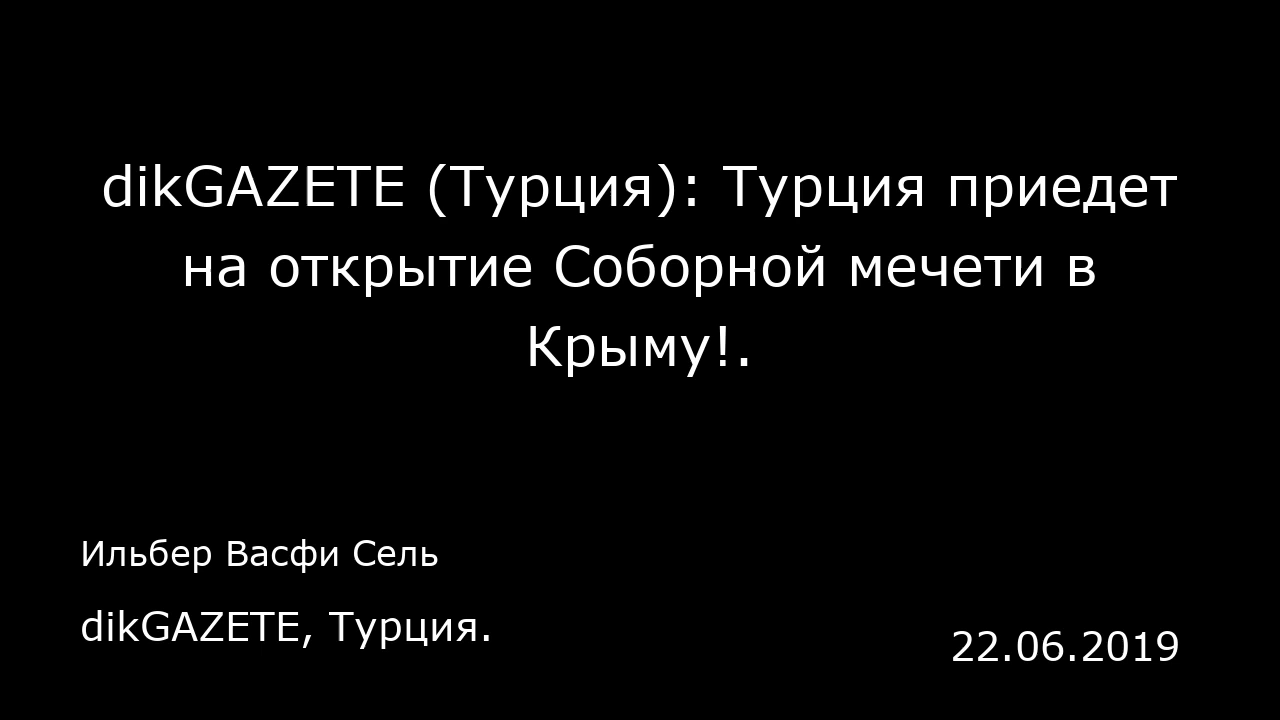 dikGAZETE (Турция): Турция приедет
на открытие Соборной мечети в
Крыму!.
Ильбер Васфи Сель
dikGAZETE, Турция.
22.06.2019